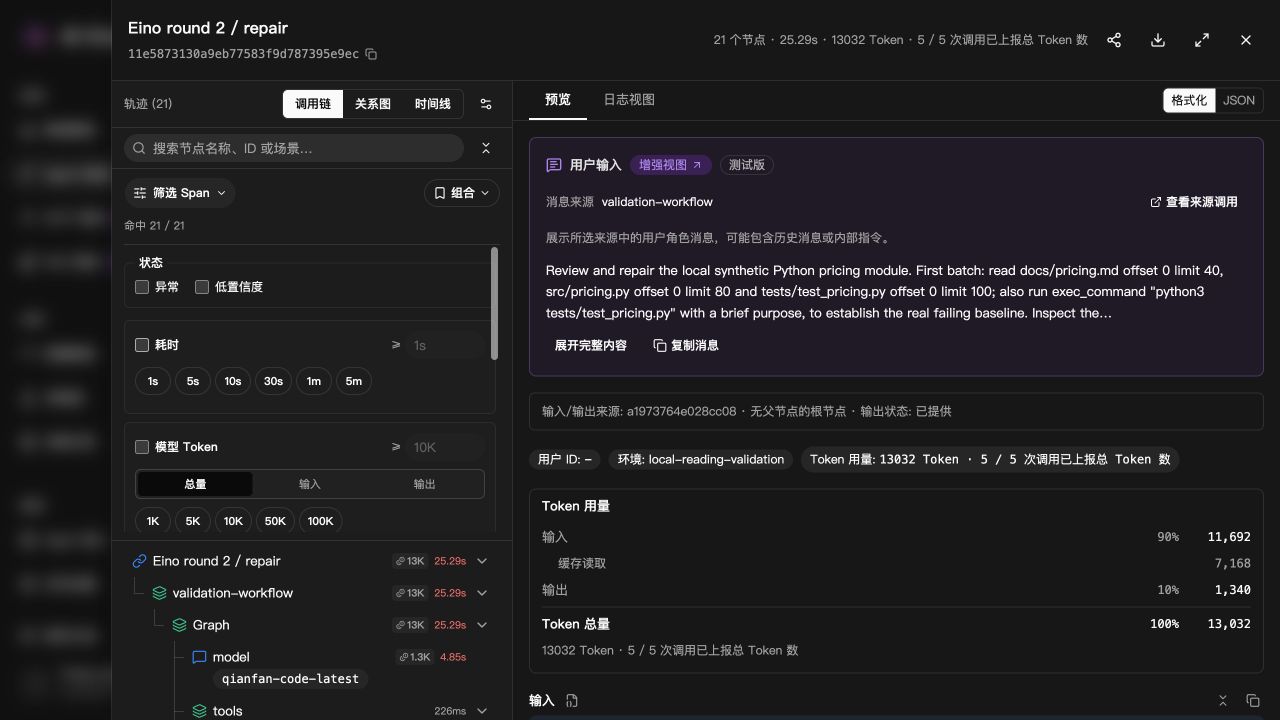 Eino round 2 / repair
11e5873130a9eb77583f9d787395e9ec
21 个节点 · 25.29s · 13032 Token · 5 / 5 次调用已上报总 Token 数
轨迹 (21)
调用链
关系图
时间线
搜索节点名称、ID 或场景…
筛选 Span
组合
命中 21 / 21
状态
异常
低置信度
耗时
≥ 1s
1s 5s 10s 30s 1m 5m
模型 Token
≥ 10K
总量 输入 输出
1K 5K 10K 50K 100K
Eino round 2 / repair 13K 25.29s
validation-workflow 13K 25.29s
Graph 13K 25.29s
model 1.3K 4.85s
qianfan-code-latest
tools 226ms
预览
日志视图
格式化 JSON
用户输入 增强视图 测试版
消息来源 validation-workflow
查看来源调用
展示所选来源中的用户角色消息，可能包含历史消息或内部指令。
Review and repair the local synthetic Python pricing module. First batch: read docs/pricing.md offset 0 limit 40,
src/pricing.py offset 0 limit 80 and tests/test_pricing.py offset 0 limit 100; also run exec_command "python3
tests/test_pricing.py" with a brief purpose, to establish the real failing baseline. Inspect the…
展开完整内容 复制消息
输入/输出来源: a1973764e028cc08 · 无父节点的根节点 · 输出状态: 已提供
用户 ID: –
环境: local-reading-validation
Token 用量: 13032 Token · 5 / 5 次调用已上报总 Token 数
Token 用量
输入 90% 11,692
缓存读取 7,168
输出 10% 1,340
Token 总量 100% 13,032
13032 Token · 5 / 5 次调用已上报总 Token 数
输入